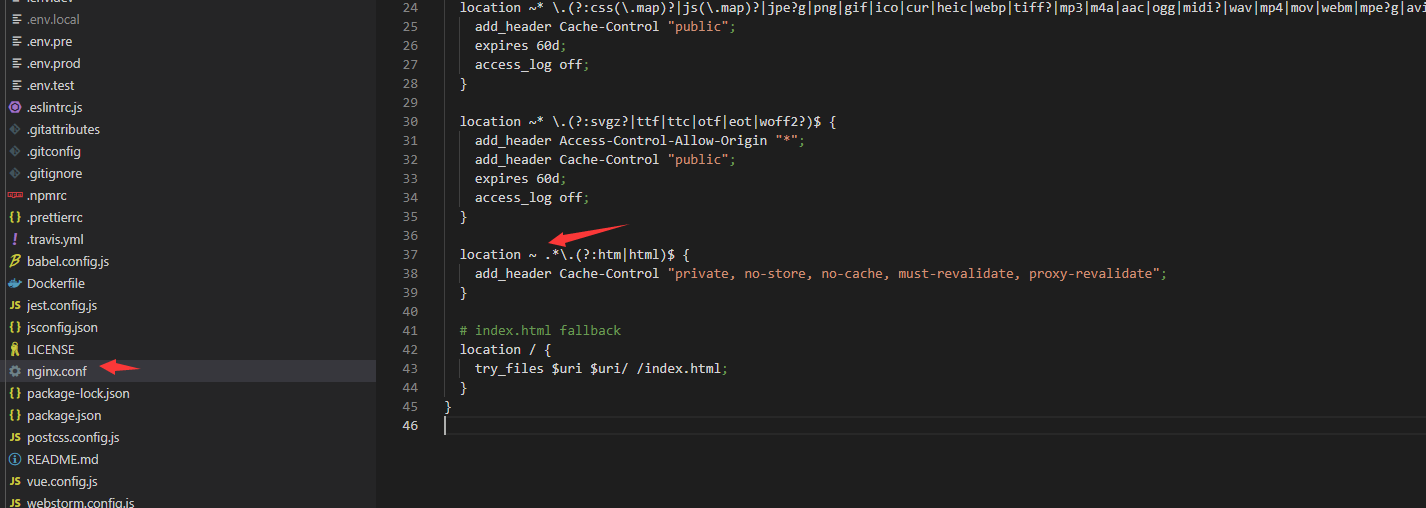 .env.local
.env.pre
.env.prod
.env.test
.eslintrc.js
.gitattributes
.gitconfig
.gitignore
.npmrc
.prettierrc
.travis.yml
babel.config.js
Dockerfile
jest.config.js
jsconfig.json
LICENSE
nginx.conf
package-lock.json
package.json
postcss.config.js
README.md
vue.config.js
webstorm.config.js
24 location ~* \.(?:css(\.map)?|js(\.map)?|jpe?g|png|gif|ico|cur|heic|webp|tiff?|mp3|m4a|aac|ogg|midi?|wav|mp4|mov|webm|mpe?g|avi
25 add_header Cache-Control "public";
26 expires 60d;
27 access_log off;
28 }
29
30 location ~* \.(?:svgz?|ttf|ttc|otf|eot|woff2?)$ {
31 add_header Access-Control-Allow-Origin "*";
32 add_header Cache-Control "public";
33 expires 60d;
34 access_log off;
35 }
36
37 location ~ .*\.(?:htm|html)$ {
38 add_header Cache-Control "private, no-store, no-cache, must-revalidate, proxy-revalidate";
39 }
40
41 # index.html fallback
42 location / {
43 try_files $uri $uri/ /index.html;
44 }
45 }
46